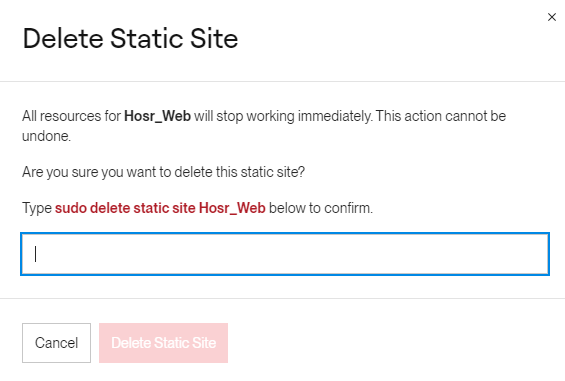 ×
Delete Static Site
All resources for Hosr_Web will stop working immediately. This action cannot be
undone.
Are you sure you want to delete this static site?
Type sudo delete static site Hosr_Web below to confirm.
Cancel Delete Static Site